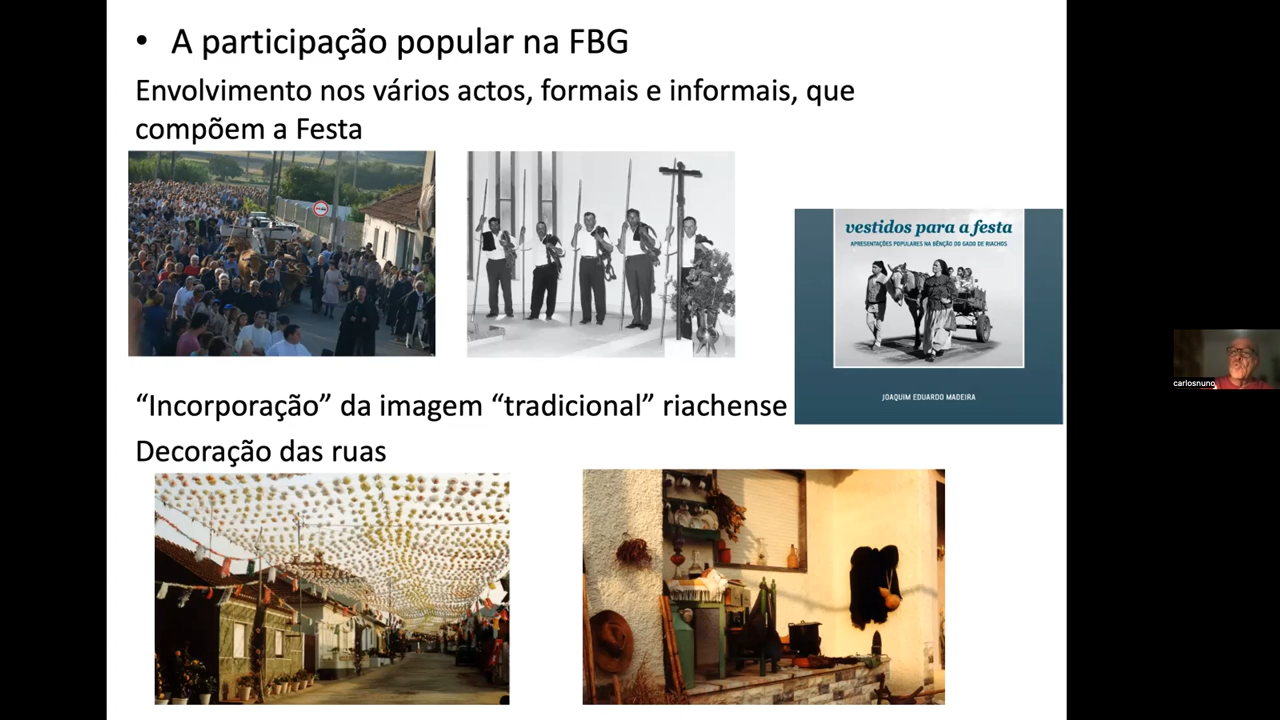 • A participação popular na FBG
Envolvimento nos vários actos, formais e informais, que
compõem a Festa
vestidos para a festa
APRESENTAÇÕES POPULARES NA BÊNÇÃO DO GADO DE RIACHOS
JOAQUIM EDUARDO MADEIRA
carlosnuno
“Incorporação” da imagem “tradicional” riachense
Decoração das ruas